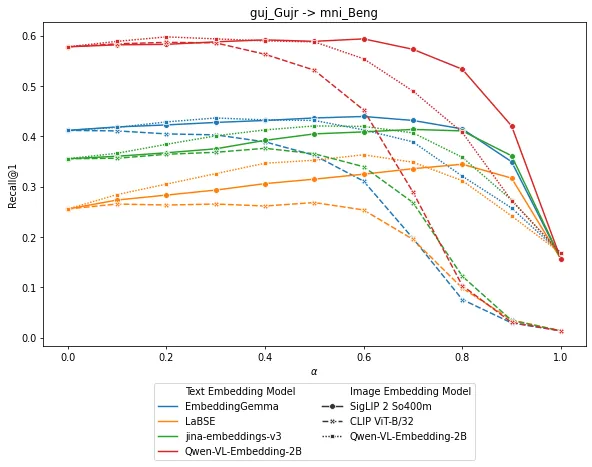 guj_Gujr -> mni_Beng
0.6
0.5
0.4
0.3
0.2
0.1
0.0
Recall@1
0.0 0.2 0.4 0.6 0.8 1.0
α
Text Embedding Model Image Embedding Model
EmbeddingGemma SigLIP 2 So400m
LaBSE CLIP ViT-B/32
jina-embeddings-v3 Qwen-VL-Embedding-2B
Qwen-VL-Embedding-2B